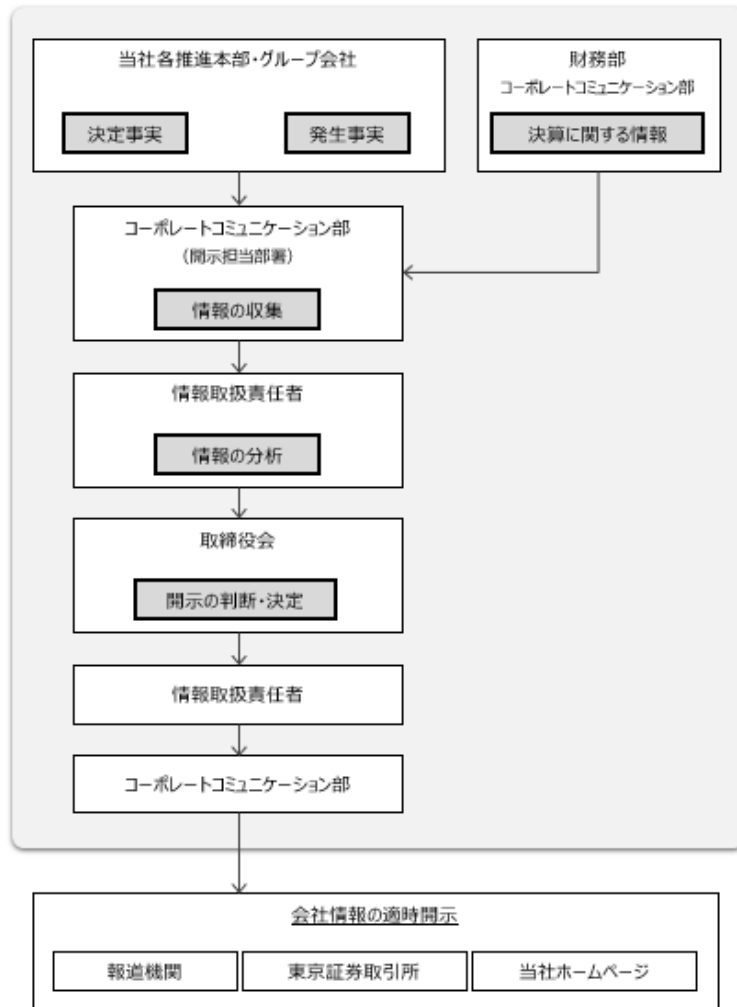 当社各推進本部・グループ会社
決定事実
発生事実
財務部
コーポレートコミュニケーション部
決算に関する情報
コーポレートコミュニケーション部
（開示担当部署）
情報の収集
情報取扱責任者
情報の分析
取締役会
開示の判断・決定
情報取扱責任者
コーポレートコミュニケーション部
会社情報の適時開示
報道機関
東京証券取引所
当社ホームページ